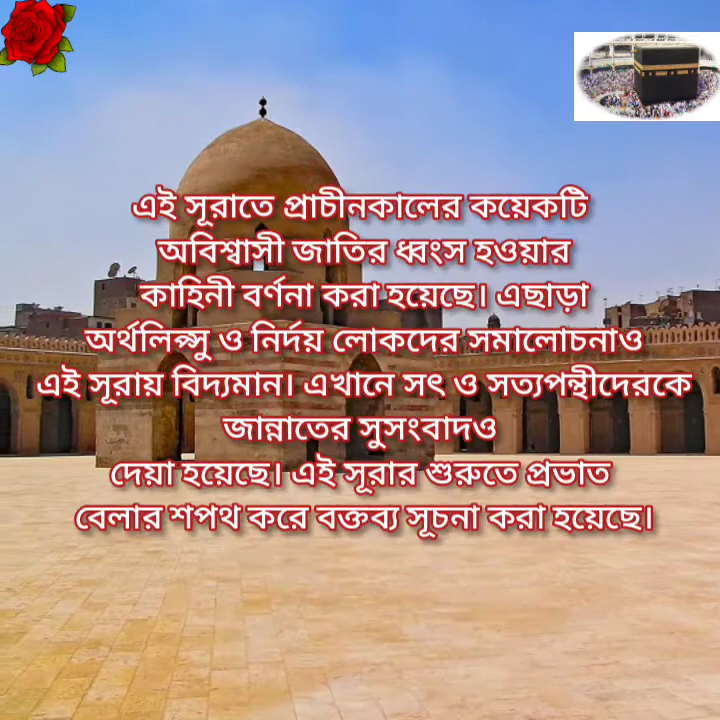 এই সূরাতে প্রাচীনকালের কয়েকটি
অবিশ্বাসী জাতির ধ্বংস হওয়ার
কাহিনী বর্ণনা করা হয়েছে। এছাড়া
অর্থলিপ্সু ও নির্দয় লোকদের সমালোচনাও
এই সূরায় বিদ্যমান। এখানে সৎ ও সত্যপন্থীদেরকে
জান্নাতের সুসংবাদও
দেয়া হয়েছে। এই সূরার শুরুতে প্রভাত
বেলার শপথ করে বক্তব্য সূচনা করা হয়েছে।